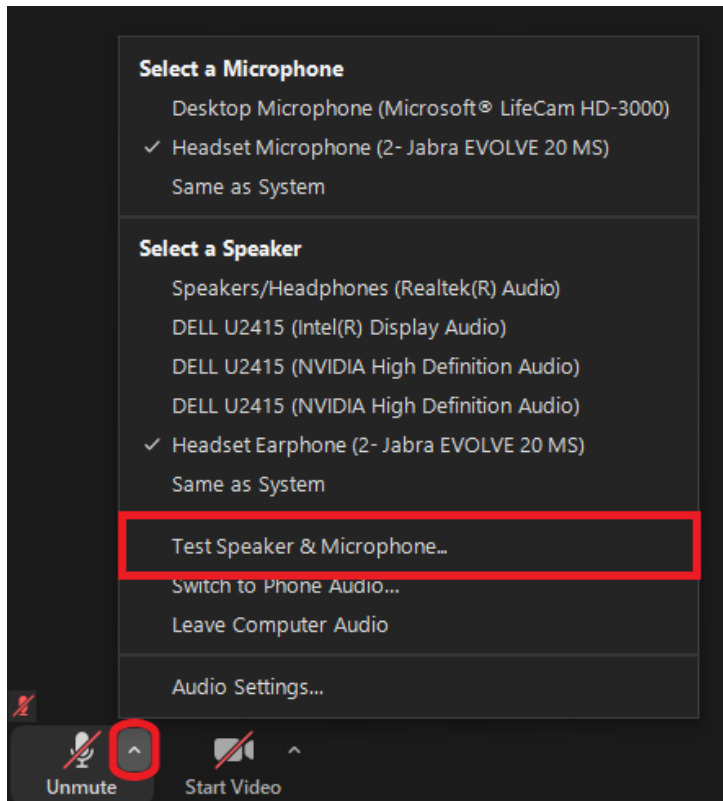 Select a Microphone
Desktop Microphone (Microsoft® LifeCam HD-3000)
Headset Microphone (2- Jabra EVOLVE 20 MS)
Same as System
Select a Speaker
Speakers/Headphones (Realtek(R) Audio)
DELL U2415 (Intel(R) Display Audio)
DELL U2415 (NVIDIA High Definition Audio)
DELL U2415 (NVIDIA High Definition Audio)
Headset Earphone (2- Jabra EVOLVE 20 MS)
Same as System
Test Speaker & Microphone...
Switch to Phone Audio...
Leave Computer Audio
Audio Settings...
Unmute Start Video